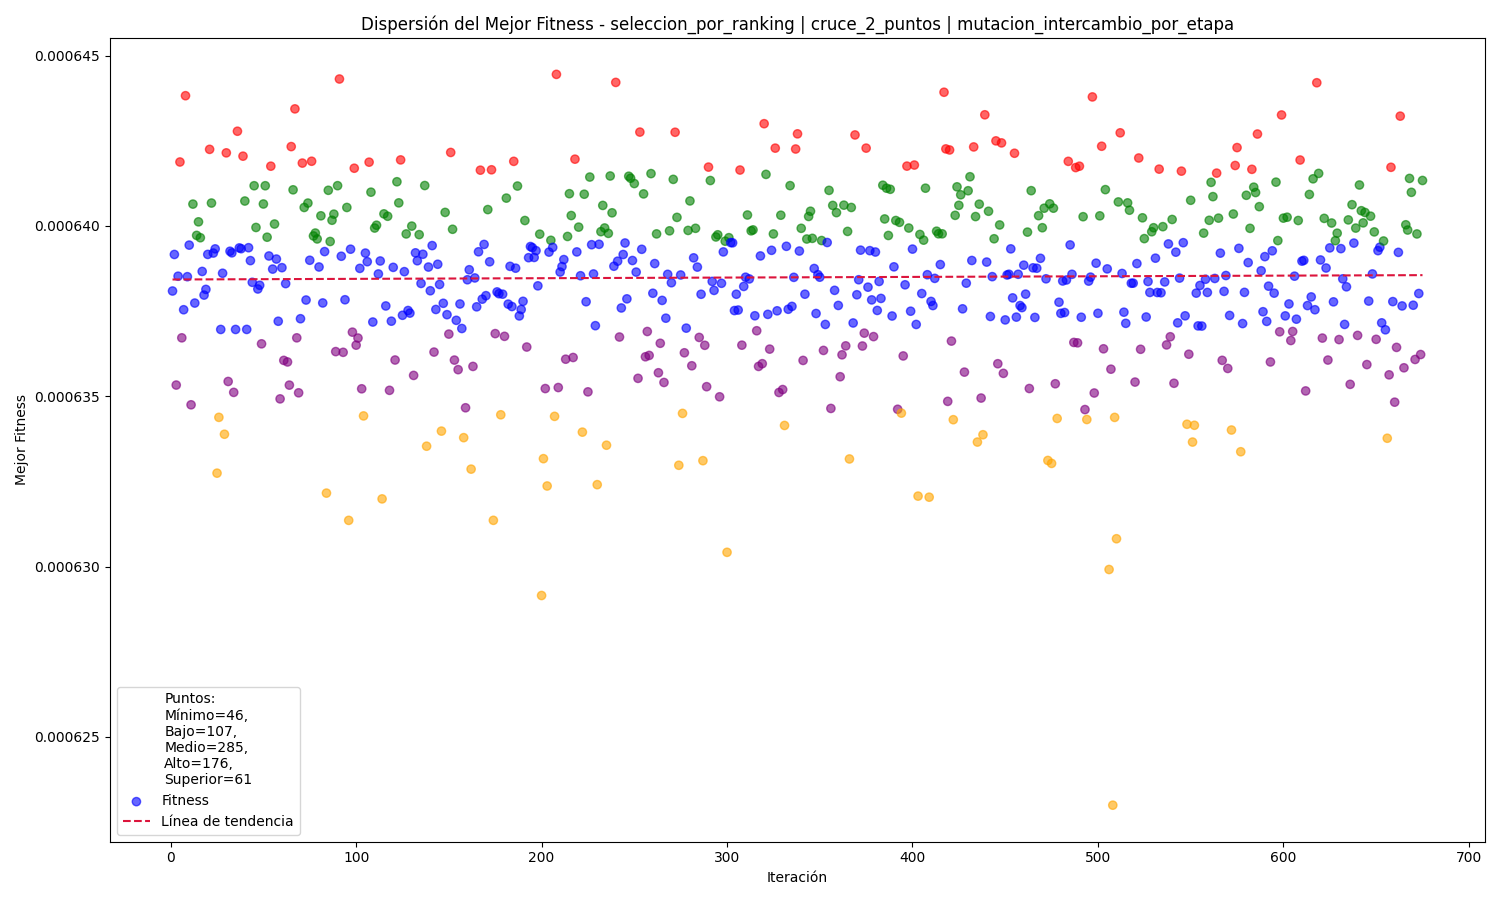 Dispersión del Mejor Fitness - seleccion_por_ranking | cruce_2_puntos | mutacion_intercambio_por_etapa
Mejor Fitness
0.000645
0.000640
0.000635
0.000630
0.000625
Puntos:
Mínimo=46,
Bajo=107,
Medio=285,
Alto=176,
Superior=61
Fitness
Línea de tendencia
0 100 200 300 400 500 600 700
Iteración